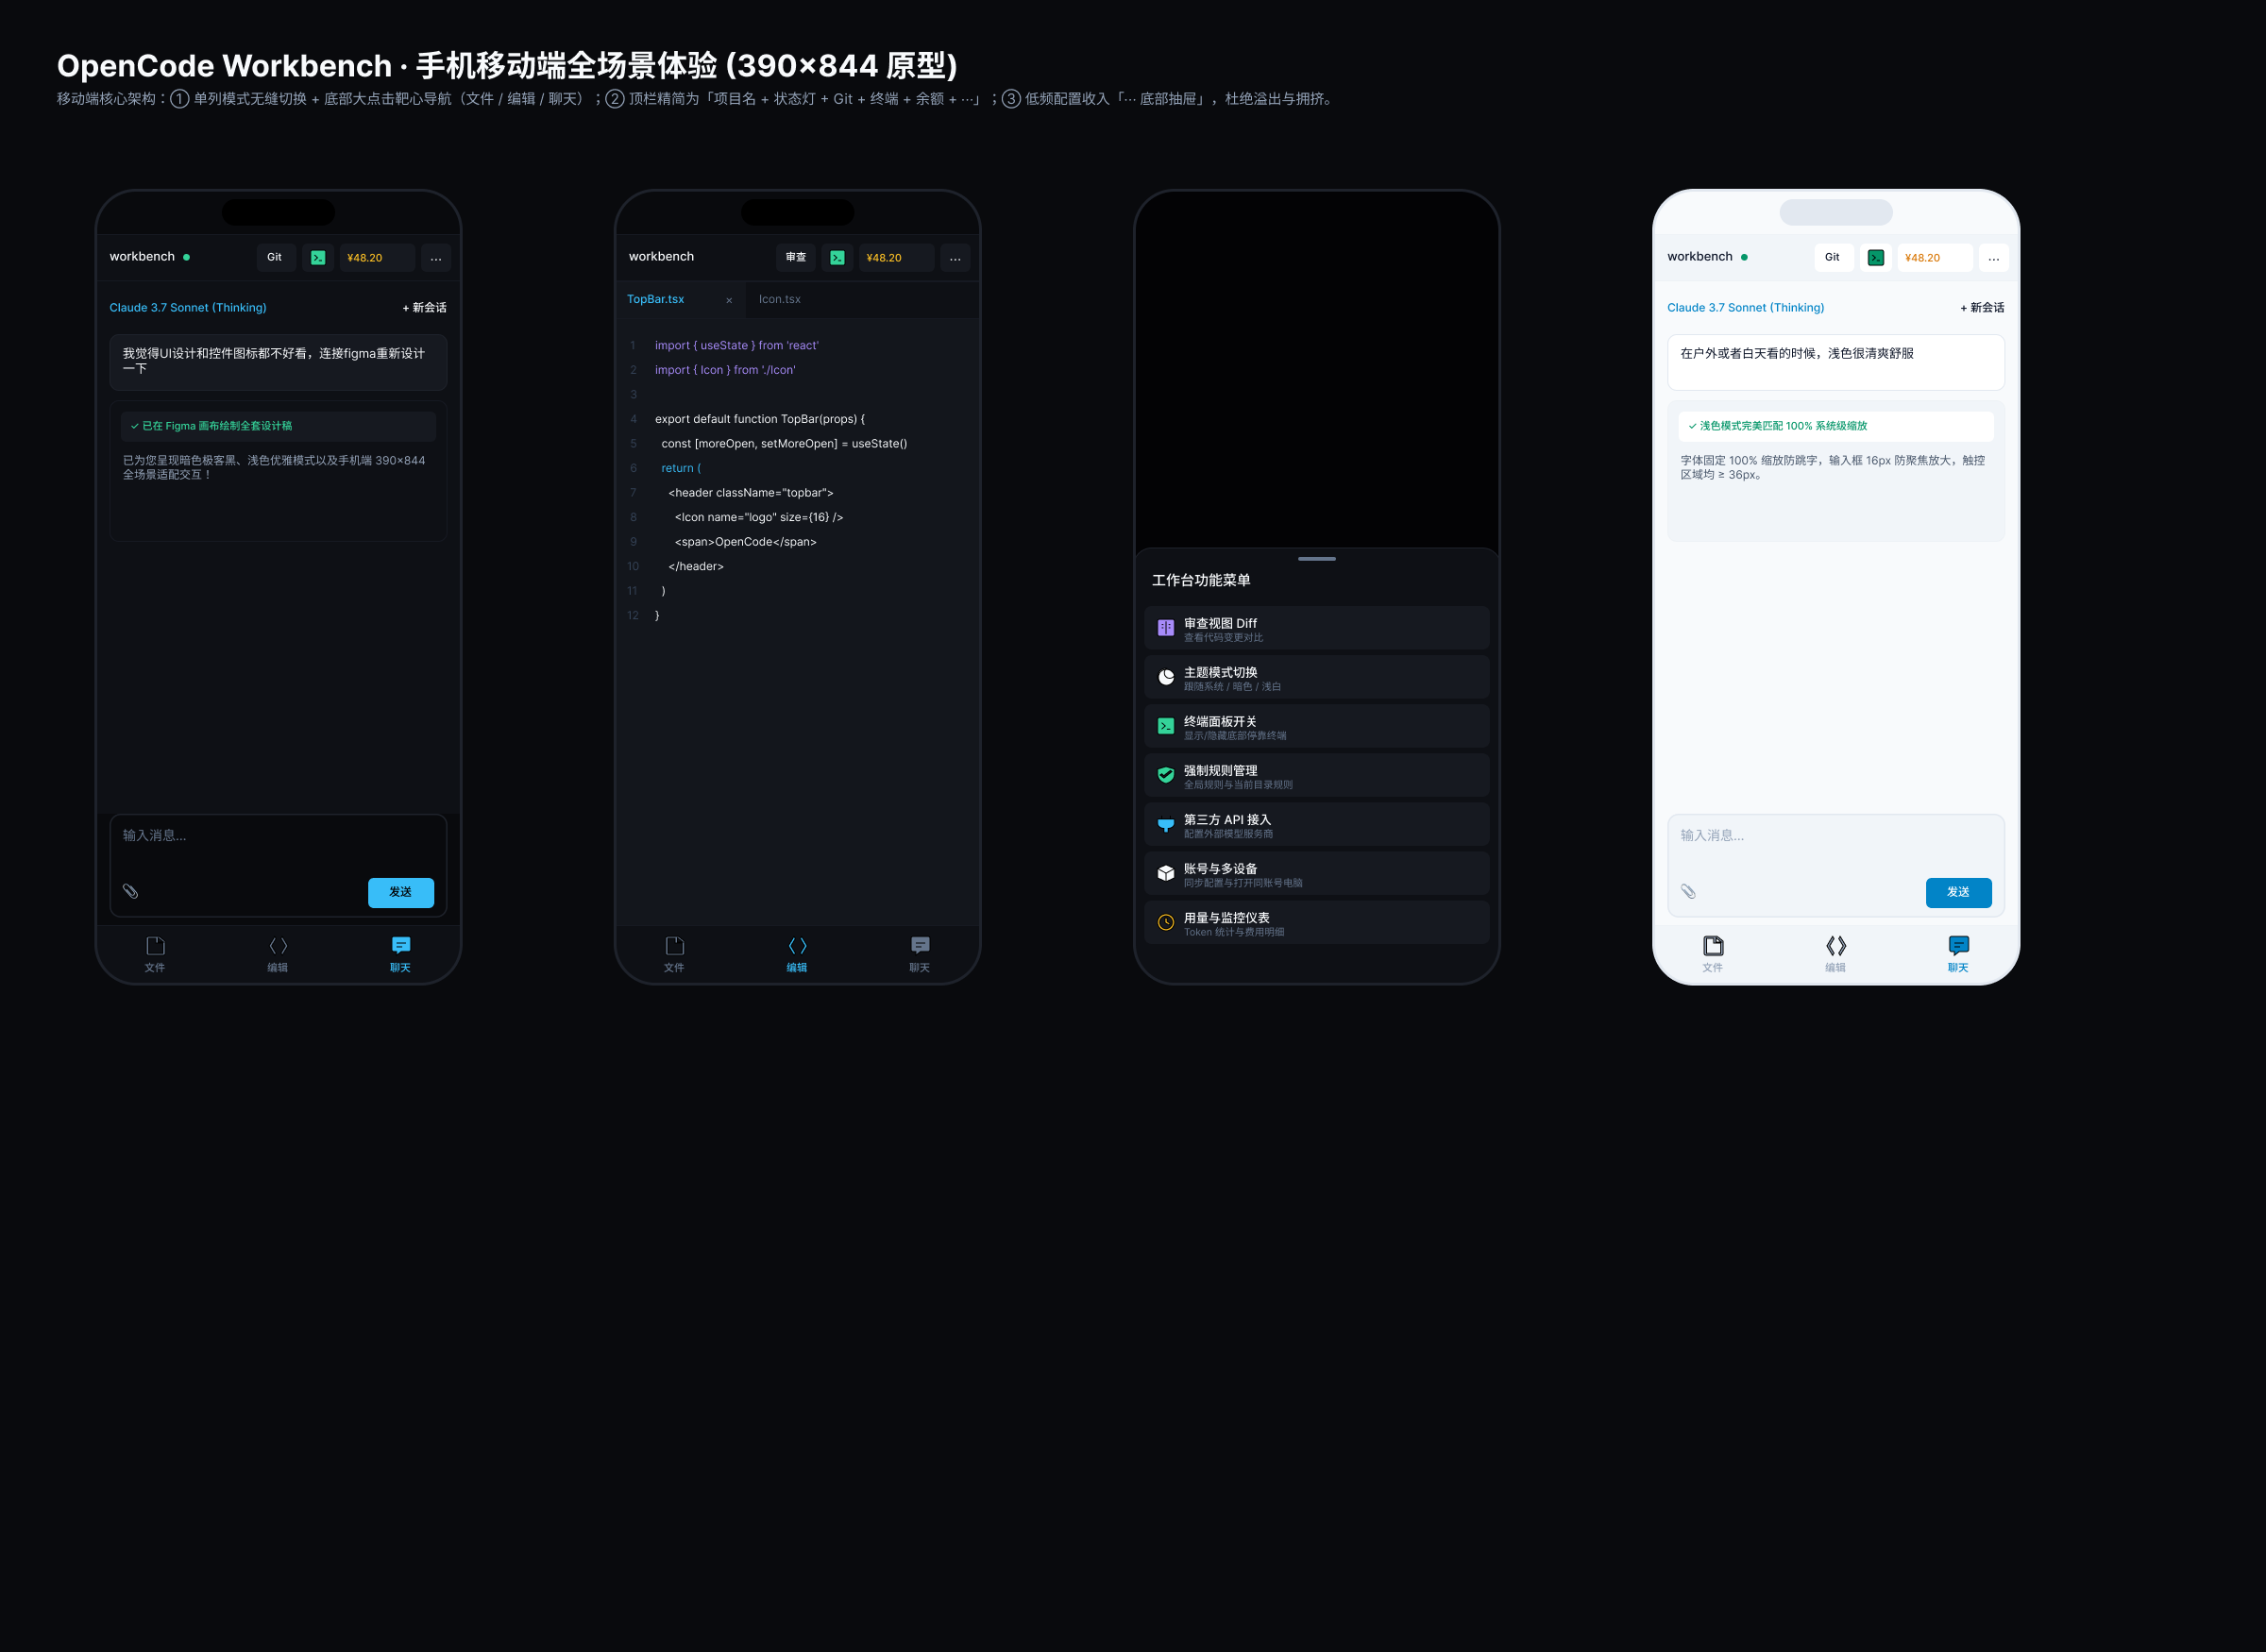 OpenCode Workbench · 手机移动端全场景体验 (390×844 原型)
移动端核心架构：① 单列模式无缝切换 + 底部大点击靶心导航（文件 / 编辑 / 聊天）；② 顶栏精简为「项目名 + 状态灯 + Git + 终端 + 余额 + ···」；③ 低频配置收入「··· 底部抽屉」，杜绝溢出与拥挤。
workbench
Git
¥48.20
...
Claude 3.7 Sonnet (Thinking)
+ 新会话
我觉得UI设计和控件图标都不好看，连接figma重新设计
一下
✓ 已在 Figma 画布绘制全套设计稿
已为您呈现暗色极客黑、浅色优雅模式以及手机端 390×844
全场景适配交互！
输入消息...
发送
文件
编辑
聊天
workbench
审查
¥48.20
...
TopBar.tsx
×
Icon.tsx
1 import { useState } from 'react'
2 import { Icon } from './Icon'
3
4 export default function TopBar(props) {
5 const [moreOpen, setMoreOpen] = useState()
6 return (
7 <header className="topbar">
8 <Icon name="logo" size={16} />
9 <span>OpenCode</span>
10 </header>
11 )
12 }
文件
编辑
聊天
工作台功能菜单
审查视图 Diff
查看代码变更对比
主题模式切换
跟随系统 / 暗色 / 浅白
终端面板开关
显示/隐藏底部停靠终端
强制规则管理
全局规则与当前目录规则
第三方 API 接入
配置外部模型服务商
账号与多设备
同步配置与打开同账号电脑
用量与监控仪表
Token 统计与费用明细
workbench
Git
¥48.20
...
Claude 3.7 Sonnet (Thinking)
+ 新会话
在户外或者白天看的时候，浅色很清爽舒服
✓ 浅色模式完美匹配 100% 系统级缩放
字体固定 100% 缩放防跳字，输入框 16px 防聚焦放大，触控
区域均 ≥ 36px。
输入消息...
发送
文件
编辑
聊天